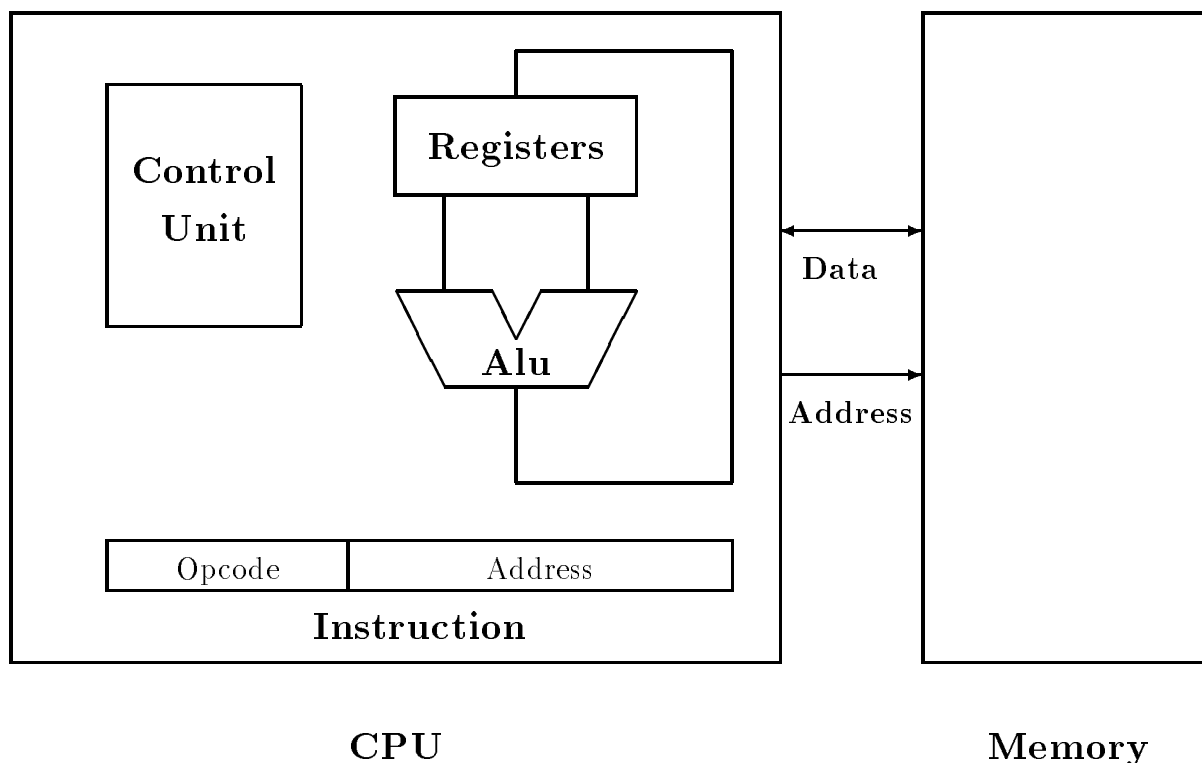 Control
Unit
Registers
Alu
Data
Address
Opcode Address
Instruction
CPU Memory